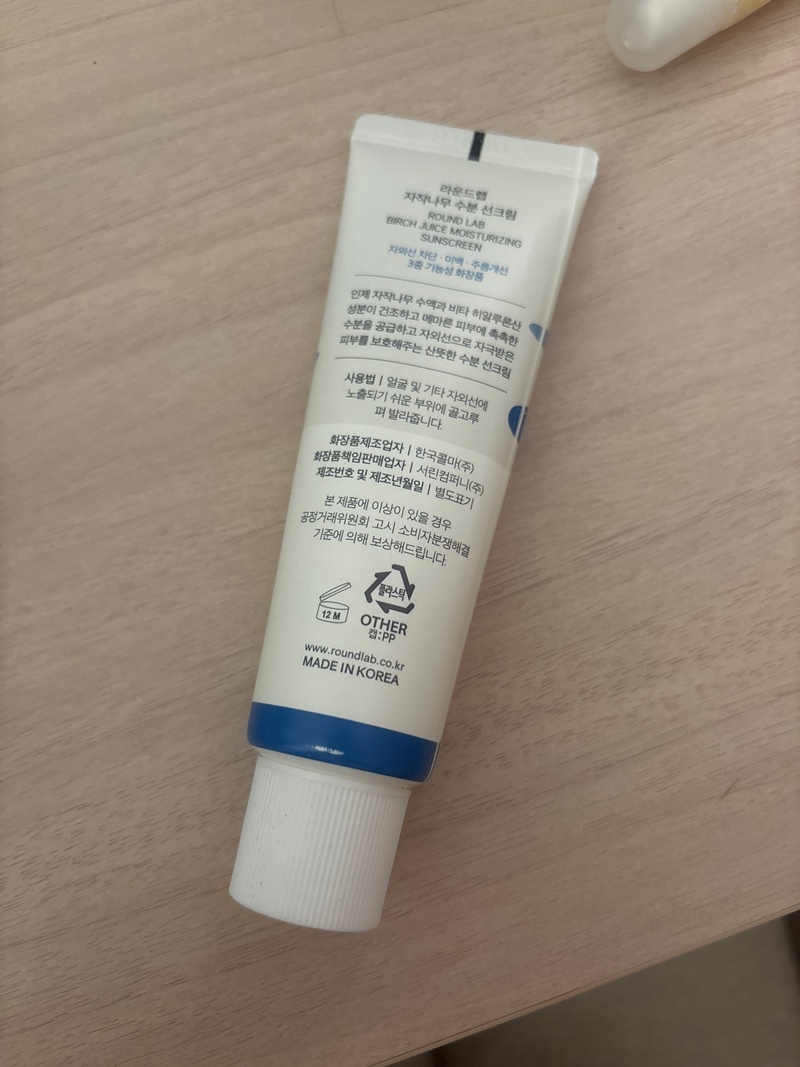 라운드랩
자작나무 수분 선크림
ROUND LAB
BIRCH JUICE MOISTURIZING
SUNSCREEN
자외선 차단 · 미백 · 주름개선
3중 기능성 화장품
인제 자작나무 수액과 비타 히알루론산
성분이 건조하고 메마른 피부에 촉촉한
수분을 공급하고 자외선으로 자극받은
피부를 보호해주는 산뜻한 수분 선크림
사용법 | 얼굴 및 기타 자외선에
노출되기 쉬운 부위에 골고루
펴 발라줍니다.
화장품제조업자 | 한국콜마(주)
화장품책임판매업자 | 서린컴퍼니(주)
제조번호 및 제조년월일 | 별도표기
본 제품에 이상이 있을 경우
공정거래위원회 고시 소비자분쟁해결
기준에 의해 보상해드립니다.
플라스틱
12 M
OTHER
캡:PP
www.roundlab.co.kr
MADE IN KOREA